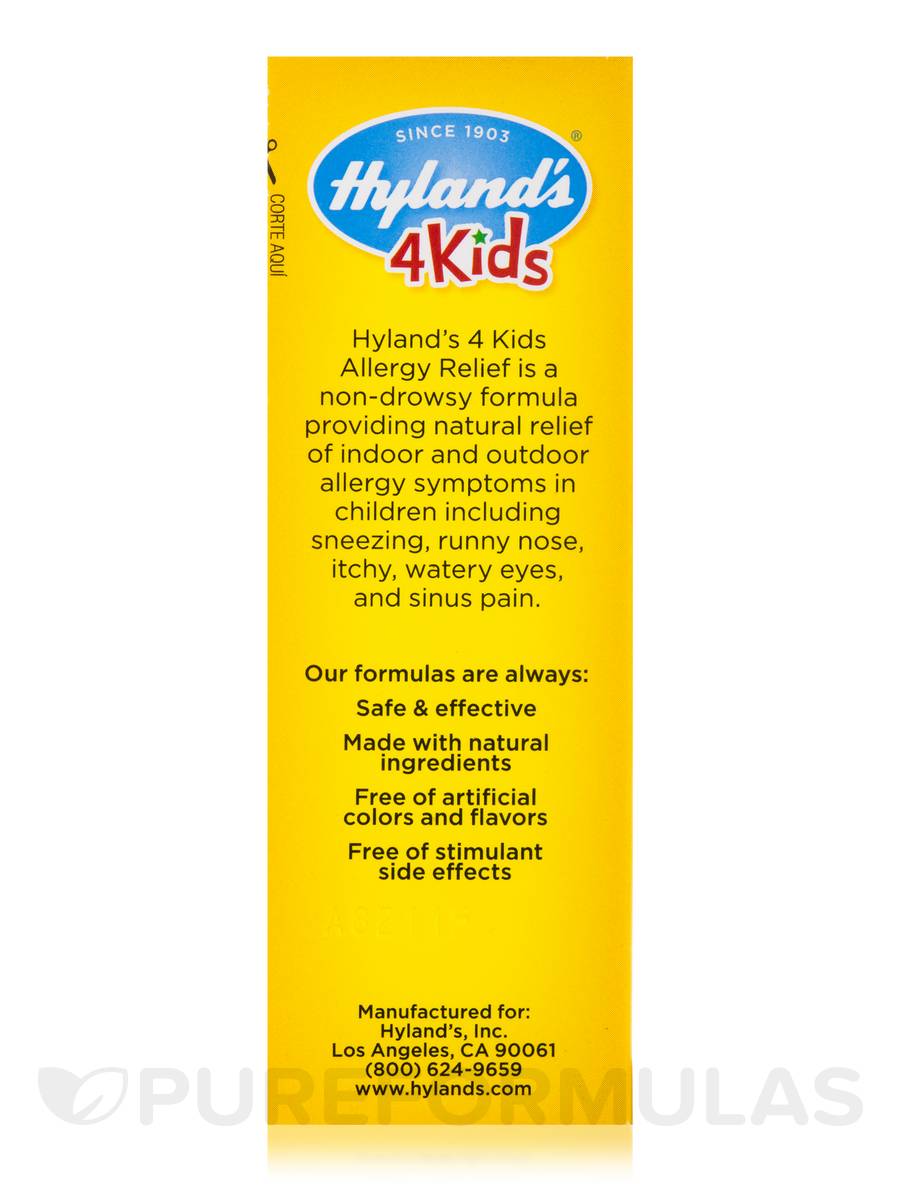 SINCE 1903
Hyland's®
4Kids
CORTE AQUÍ
Hyland's 4 Kids
Allergy Relief is a
non-drowsy formula
providing natural relief
of indoor and outdoor
allergy symptoms in
children including
sneezing, runny nose,
itchy, watery eyes,
and sinus pain.
Our formulas are always:
Safe & effective
Made with natural
ingredients
Free of artificial
colors and flavors
Free of stimulant
side effects
Manufactured for:
Hyland's, Inc.
Los Angeles, CA 90061
(800) 624-9659
www.hylands.com
PUREFORMULAS